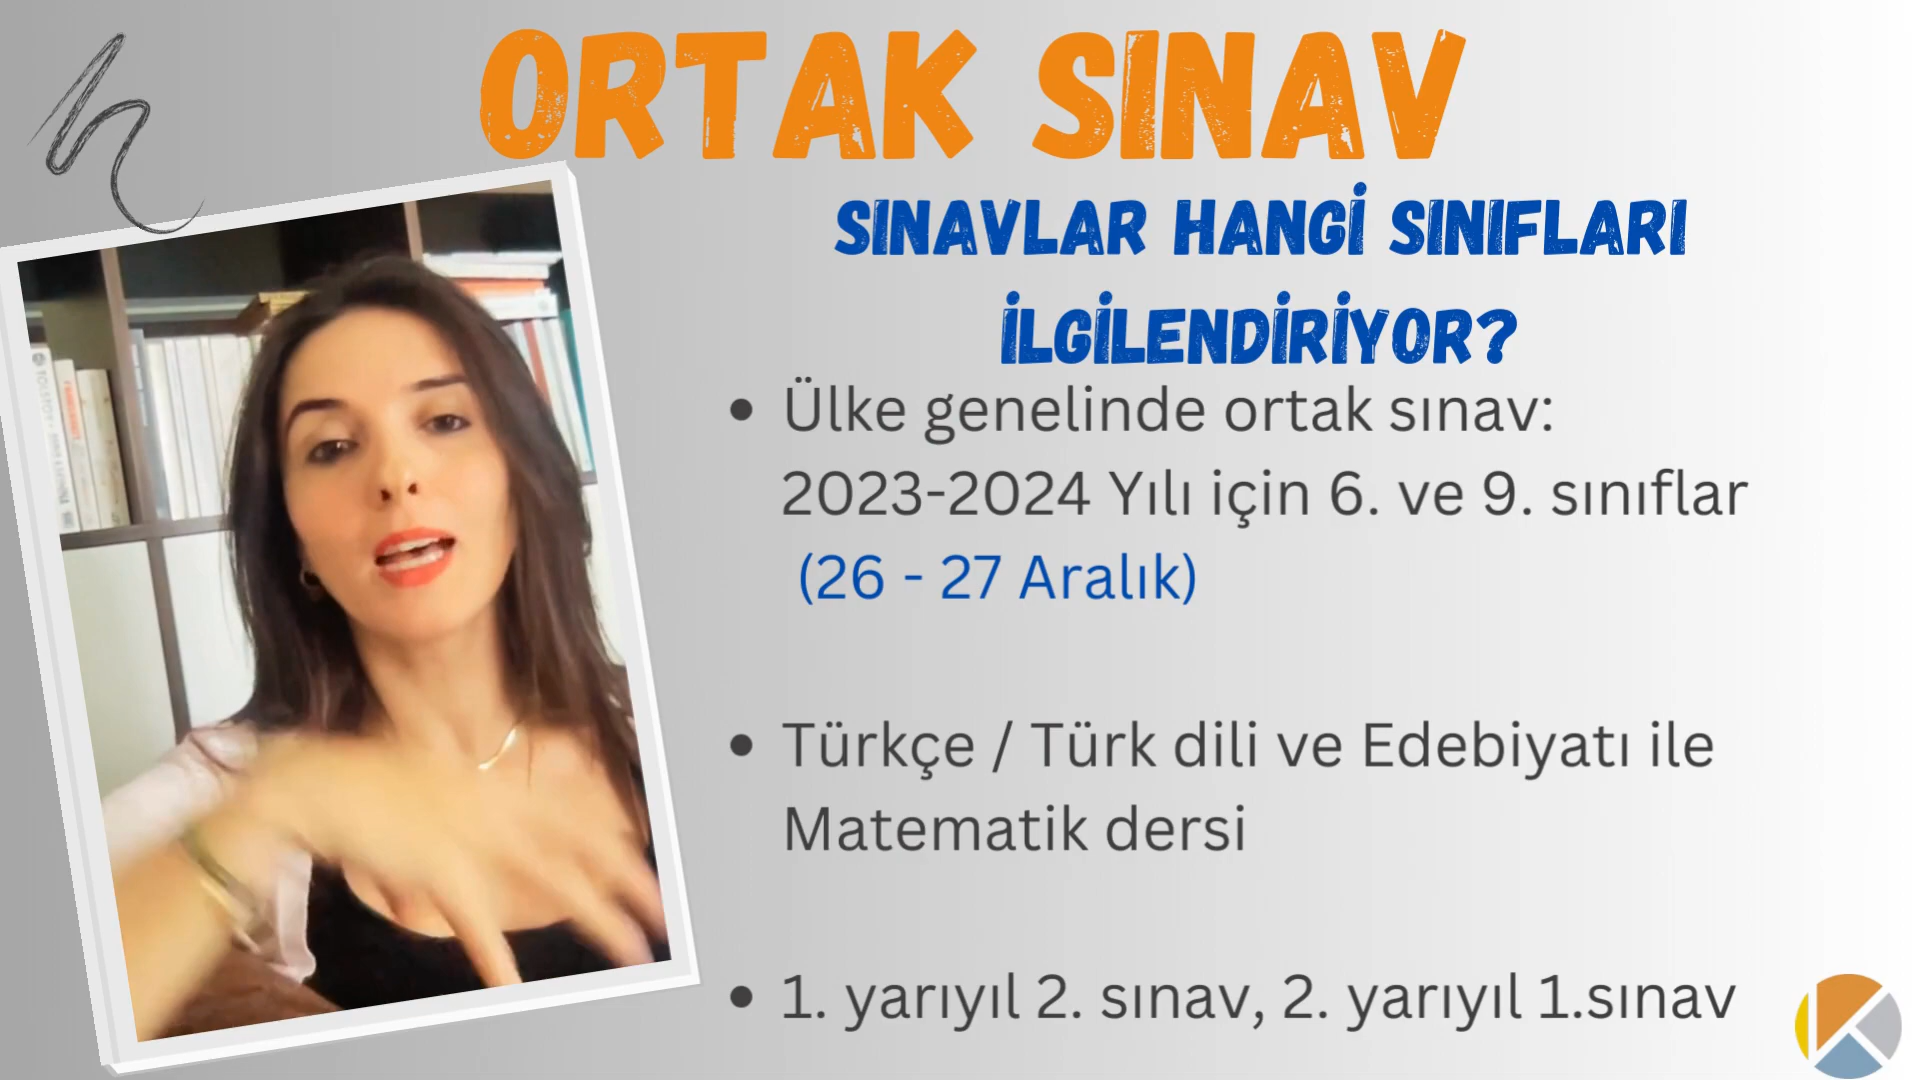 ORTAK SINAV
SINAVLAR HANGİ SINIFLARI
İLGİLENDİRİYOR?
• Ülke genelinde ortak sınav:
2023-2024 Yılı için 6. ve 9. sınıflar
(26 - 27 Aralık)
• Türkçe / Türk dili ve Edebiyatı ile
Matematik dersi
• 1. yarıyıl 2. sınav, 2. yarıyıl 1.sınav
TOLSTOY